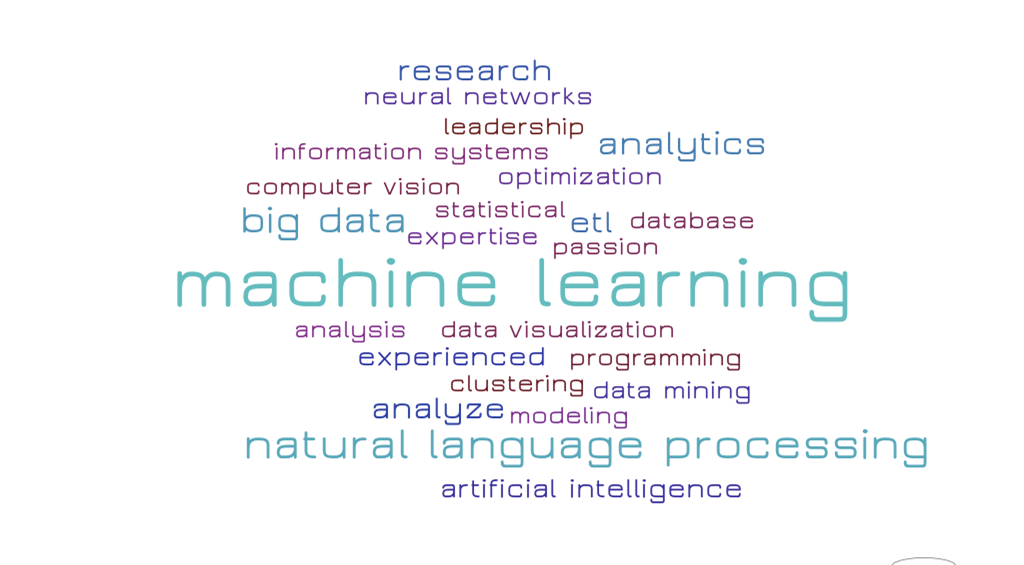 research
neural networks
leadership
analytics
information systems
optimization
computer vision
statistical
big data
etl
database
expertise
passion
machine learning
analysis
data visualization
experienced
programming
clustering
data mining
analyze
modeling
natural language processing
artificial intelligence